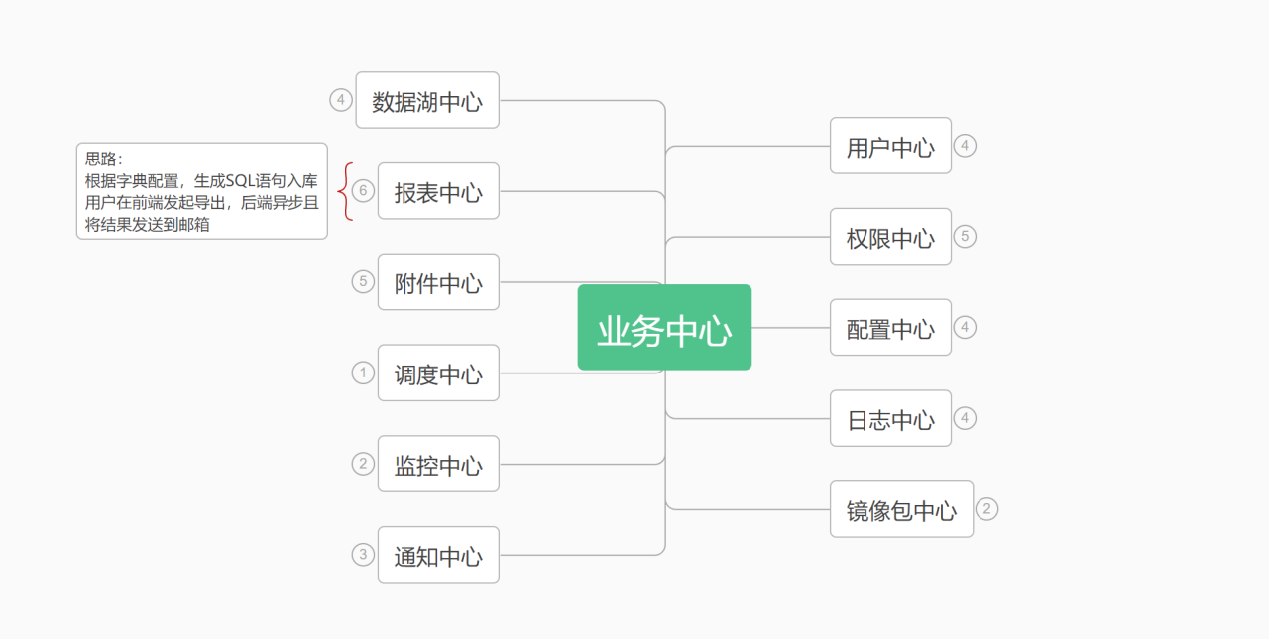 4
数据湖中心
思路：
根据字典配置，生成SQL语句入库
用户在前端发起导出，后端异步且
将结果发送到邮箱
6
报表中心
5
附件中心
1
调度中心
2
监控中心
3
通知中心
业务中心
用户中心
4
权限中心
5
配置中心
4
日志中心
4
镜像包中心
2